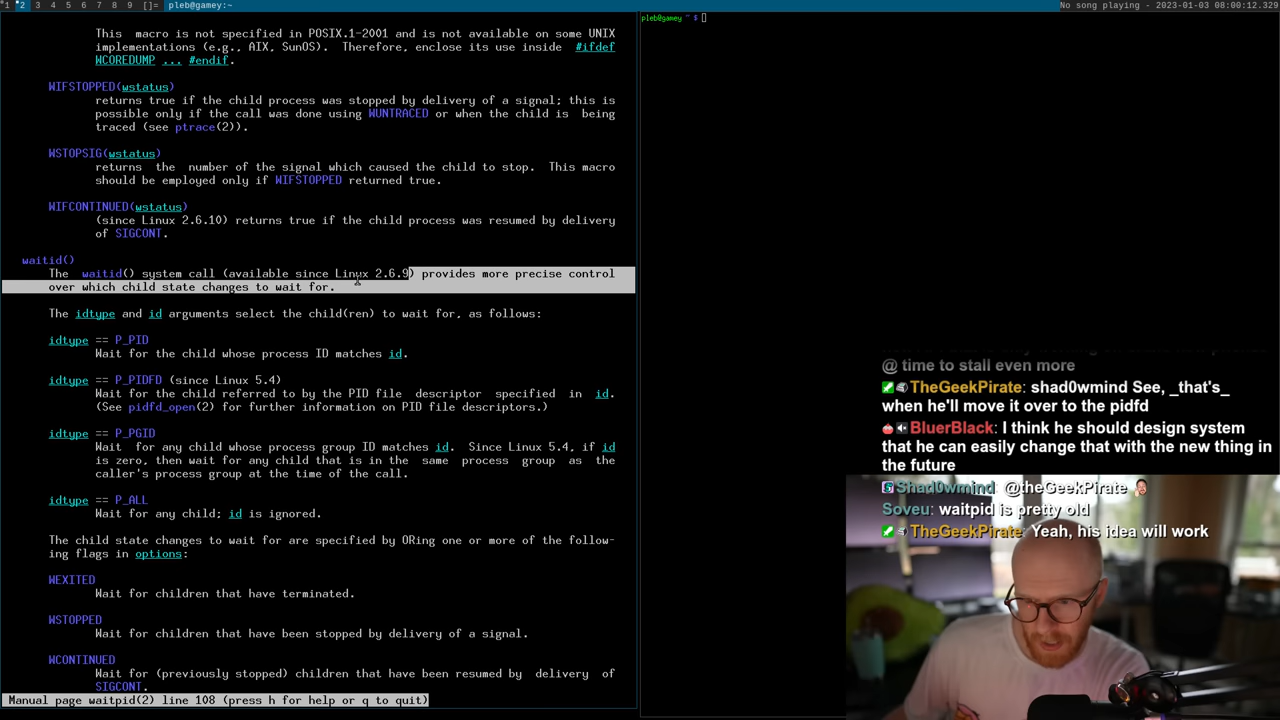 1 2 3 4 5 6 7 8 9 []= pleb@gamey:~
No song playing - 2023-01-03 08:00:12.329
This macro is not specified in POSIX.1-2001 and is not available on some UNIX
implementations (e.g., AIX, SunOS). Therefore, enclose its use inside #ifdef
WCOREDUMP ... #endif.
WIFSTOPPED(wstatus)
returns true if the child process was stopped by delivery of a signal; this is
possible only if the call was done using WUNTRACED or when the child is being
traced (see ptrace(2)).
WSTOPSIG(wstatus)
returns the number of the signal which caused the child to stop. This macro
should be employed only if WIFSTOPPED returned true.
WIFCONTINUED(wstatus)
(since Linux 2.6.10) returns true if the child process was resumed by delivery
of SIGCONT.
waitid()
The waitid() system call (available since Linux 2.6.9) provides more precise control
over which child state changes to wait for.
The idtype and id arguments select the child(ren) to wait for, as follows:
idtype == P_PID
Wait for the child whose process ID matches id.
idtype == P_PIDFD (since Linux 5.4)
Wait for the child referred to by the PID file descriptor specified in id.
(See pidfd_open(2) for further information on PID file descriptors.)
idtype == P_PGID
Wait for any child whose process group ID matches id. Since Linux 5.4, if id
is zero, then wait for any child that is in the same process group as the
caller's process group at the time of the call.
idtype == P_ALL
Wait for any child; id is ignored.
The child state changes to wait for are specified by ORing one or more of the follow-
ing flags in options:
WEXITED
Wait for children that have terminated.
WSTOPPED
Wait for children that have been stopped by delivery of a signal.
WCONTINUED
Wait for (previously stopped) children that have been resumed by delivery of
SIGCONT.
Manual page waitpid(2) line 108 (press h for help or q to quit)
pleb@gamey ~ $
@ time to stall even more
TheGeekPirate: shad0wmind See, _that's_
when he'll move it over to the pidfd
BluerBlack: I think he should design system
that he can easily change that with the new thing in
the future
Shad0wmind: @theGeekPirate
Soveu: waitpid is pretty old
TheGeekPirate: Yeah, his idea will work